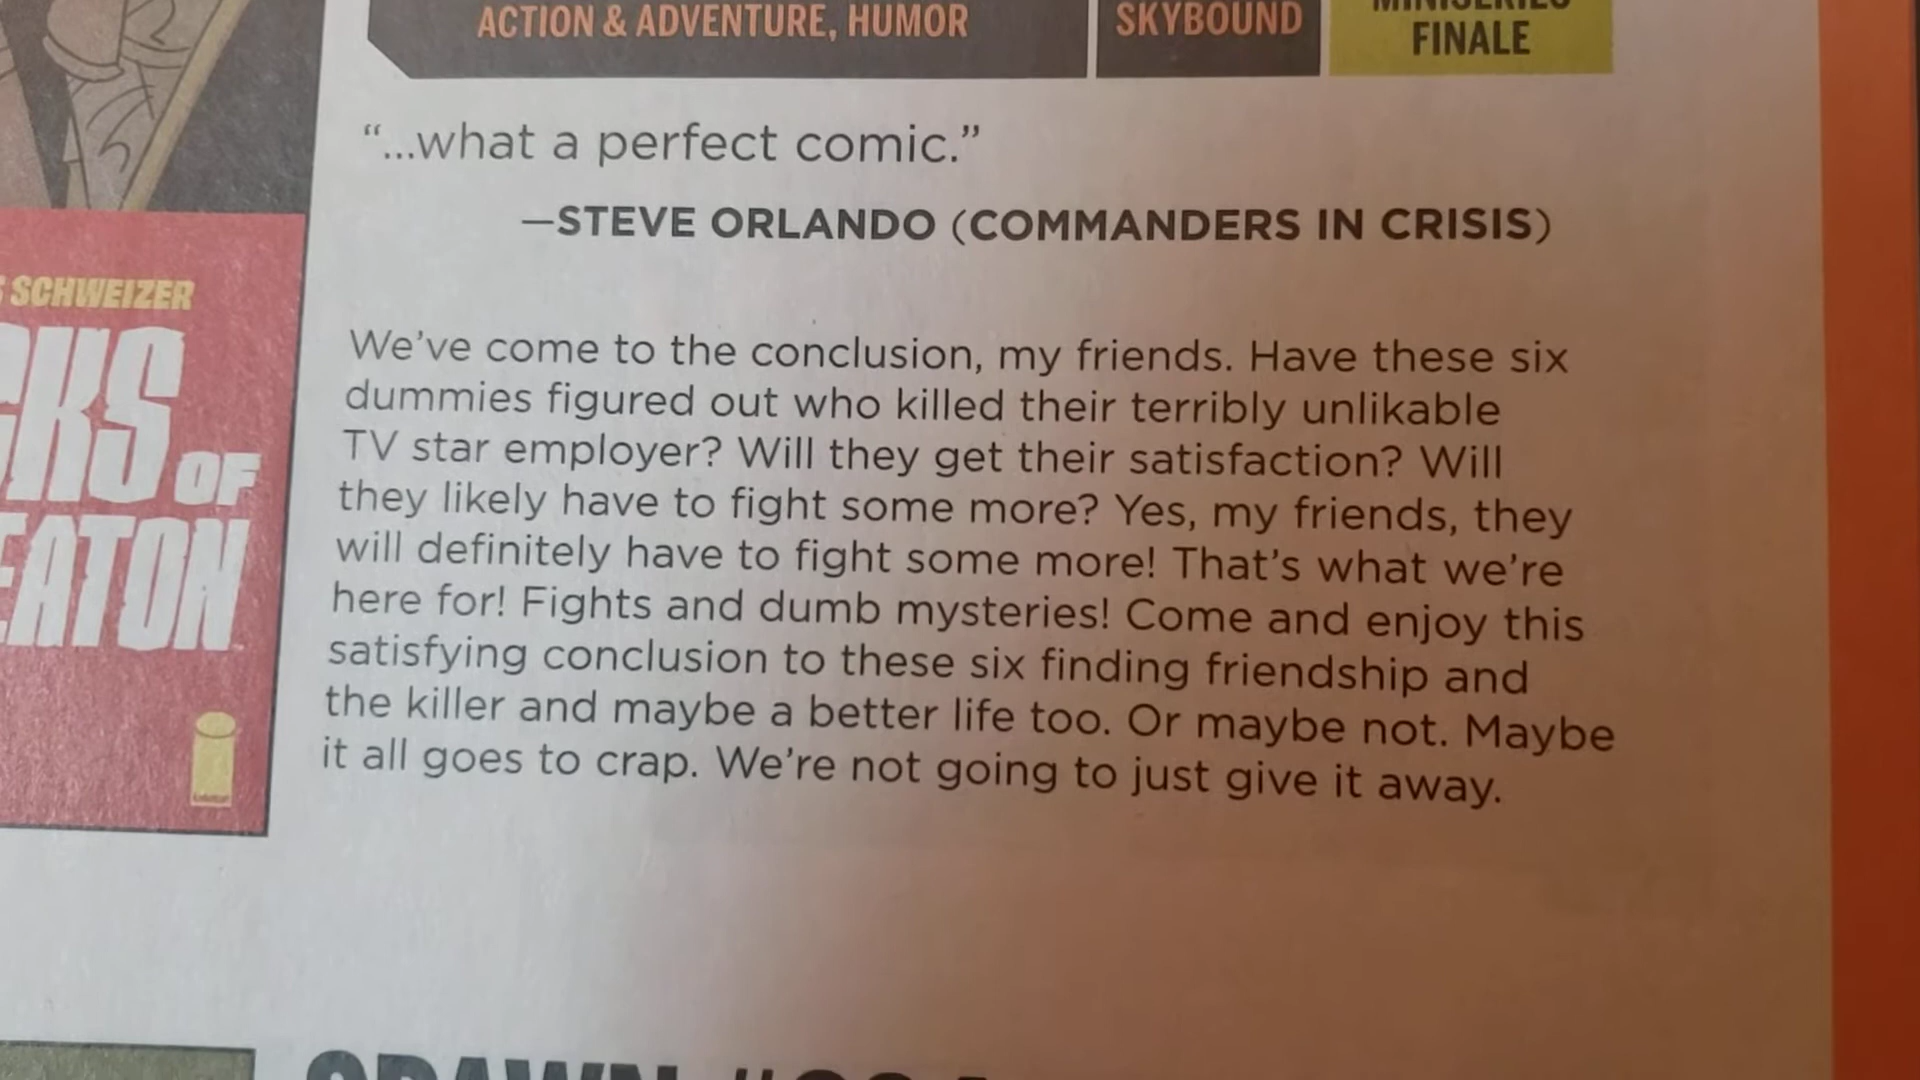 ACTION & ADVENTURE, HUMOR
SKYBOUND
MINISERIES
FINALE
“...what a perfect comic.”
—STEVE ORLANDO (COMMANDERS IN CRISIS)
SCHWEIZER
CKS OF
EATON
We’ve come to the conclusion, my friends. Have these six
dummies figured out who killed their terribly unlikable
TV star employer? Will they get their satisfaction? Will
they likely have to fight some more? Yes, my friends, they
will definitely have to fight some more! That’s what we’re
here for! Fights and dumb mysteries! Come and enjoy this
satisfying conclusion to these six finding friendship and
the killer and maybe a better life too. Or maybe not. Maybe
it all goes to crap. We’re not going to just give it away.
SPAWN